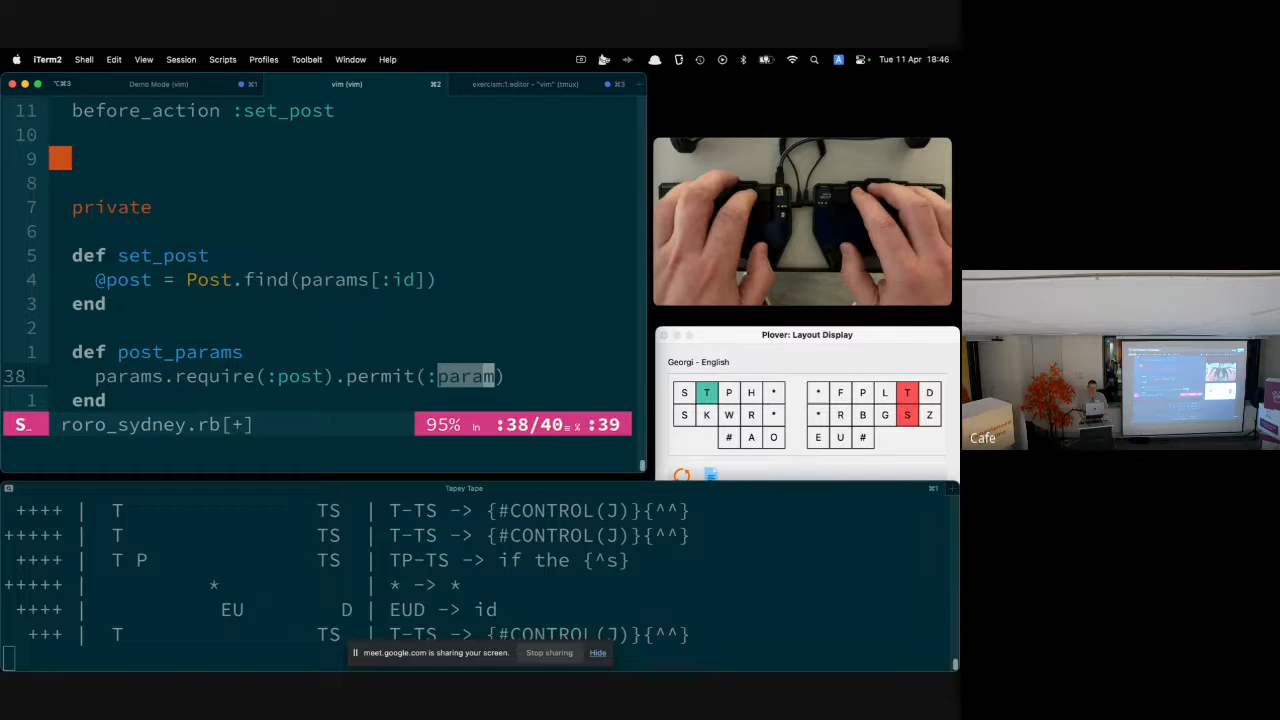 iTerm2 Shell Edit View Session Scripts Profiles Toolbelt Window Help A Tue 11 Apr 18:46
⌥⌘3 Demo Mode (vim) ⌘1 vim (vim) ⌘2 exercism:1:editor - "vim" (tmux) ⌘3
11 before_action :set_post
10
9
8
7 private
6
5 def set_post
4 @post = Post.find(params[:id])
3 end
2
1 def post_params
38 params.require(:post).permit(:param)
1 end
S_ roro_sydney.rb[+] 95% ln :38/40≡% :39
Plover: Layout Display
Georgi - English
S T P H * * F P L T D
S K W R * * R B G S Z
# A O E U #
Cafe
Tapey Tape ⌘1
++++ | T TS | T-TS -> {#CONTROL(J)}{^^}
+++++ | T TS | T-TS -> {#CONTROL(J)}{^^}
++++ | T P TS | TP-TS -> if the {^s}
+++++ | * | * -> *
++++ | EU D | EUD -> id
+++ | T TS | T-TS -> {#CONTROL(J)}{^^}
meet.google.com is sharing your screen. Stop sharing Hide